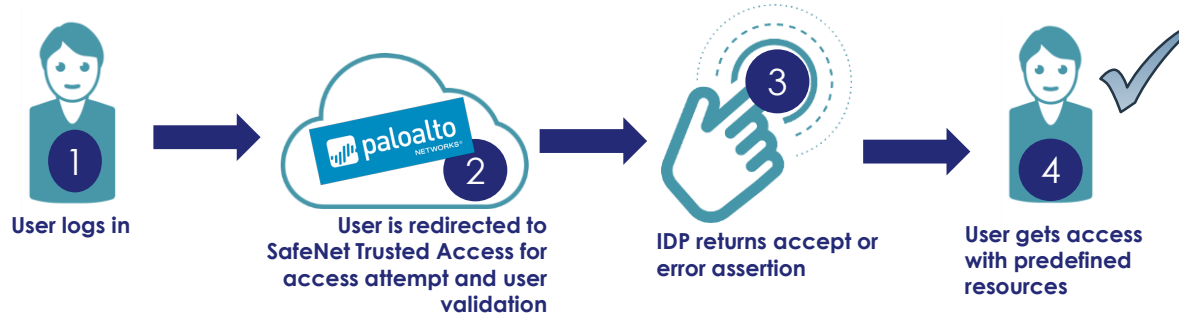 1
User logs in
paloalto
NETWORKS®
2
User is redirected to
SafeNet Trusted Access for
access attempt and user
validation
3
IDP returns accept or
error assertion
4
User gets access
with predefined
resources